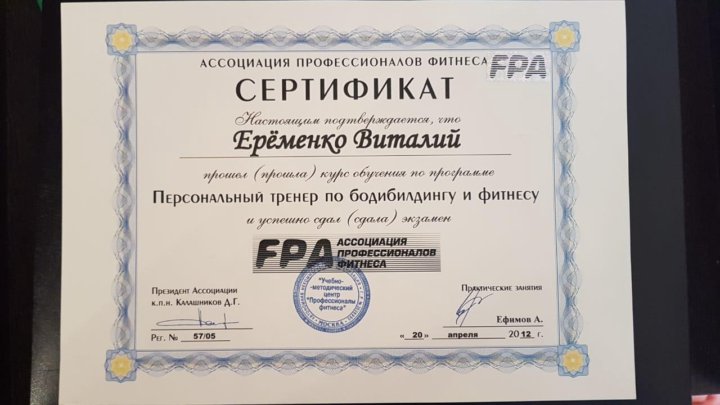 АССОЦИАЦИЯ ПРОФЕССИОНАЛОВ ФИТНЕСА
FPA
СЕРТИФИКАТ
Настоящим подтверждается, что
Ерёменко Виталий
прошел (прошла) курс обучения по программе
Персональный тренер по бодибилдингу и фитнесу
и успешно сдал (сдала) экзамен
FPA АССОЦИАЦИЯ
ПРОФЕССИОНАЛОВ
ФИТНЕСА
"Учебно-
-методический
центр
"Профессионалы
фитнеса"
МОСКВА
Президент Ассоциации
к.п.н. Калашников Д.Г.
Рег. № 57/05
Практические занятия
Ефимов А.
« 20 » апреля 2012 г.